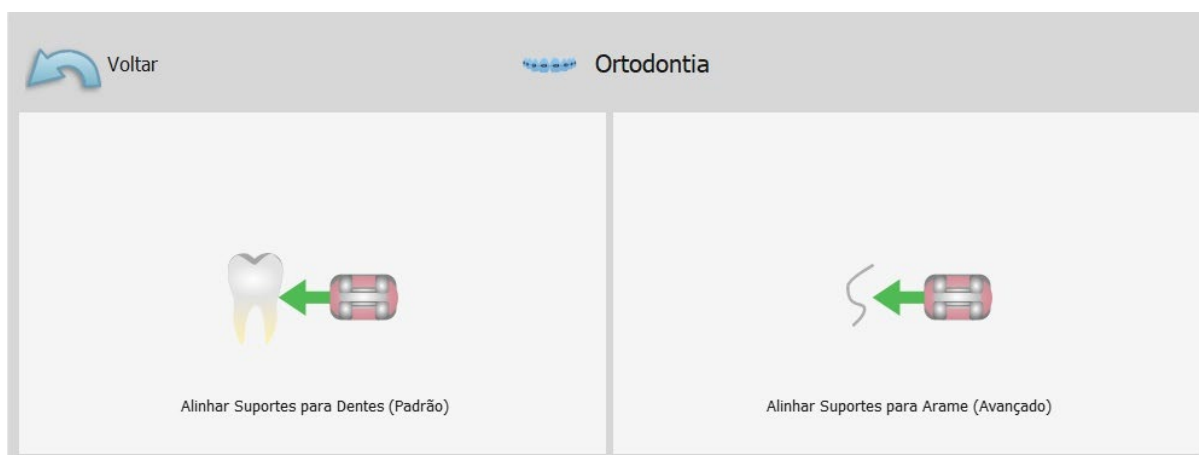 Voltar
Ortodontia
Alinhar Suportes para Dentes (Padrão)
Alinhar Suportes para Arame (Avançado)